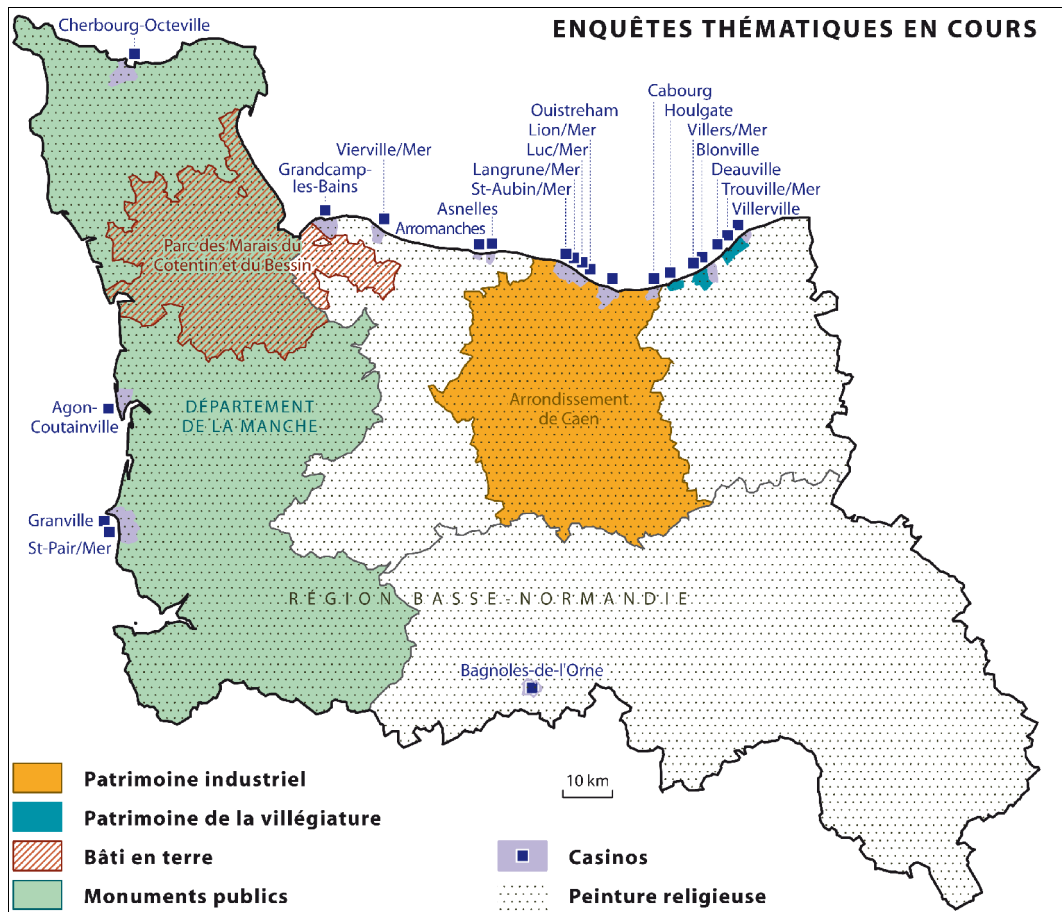 ENQUÊTES THÉMATIQUES EN COURS
Cherbourg-Octeville
Grandcamp-
les-Bains
Vierville/Mer
Arromanches
Asnelles
St-Aubin/Mer
Langrune/Mer
Luc/Mer
Lion/Mer
Ouistreham
Cabourg
Houlgate
Villers/Mer
Blonville
Deauville
Trouville/Mer
Villerville
Parc des Marais du
Cotentin et du Bessin
Agon-
Coutainville
DÉPARTEMENT
DE LA MANCHE
Arrondissement
de Caen
Granville
St-Pair/Mer
RÉGION BASSE-NORMANDIE
Bagnoles-de-l'Orne
10 km
Patrimoine industriel
Patrimoine de la villégiature
Bâti en terre
Monuments publics
Casinos
Peinture religieuse